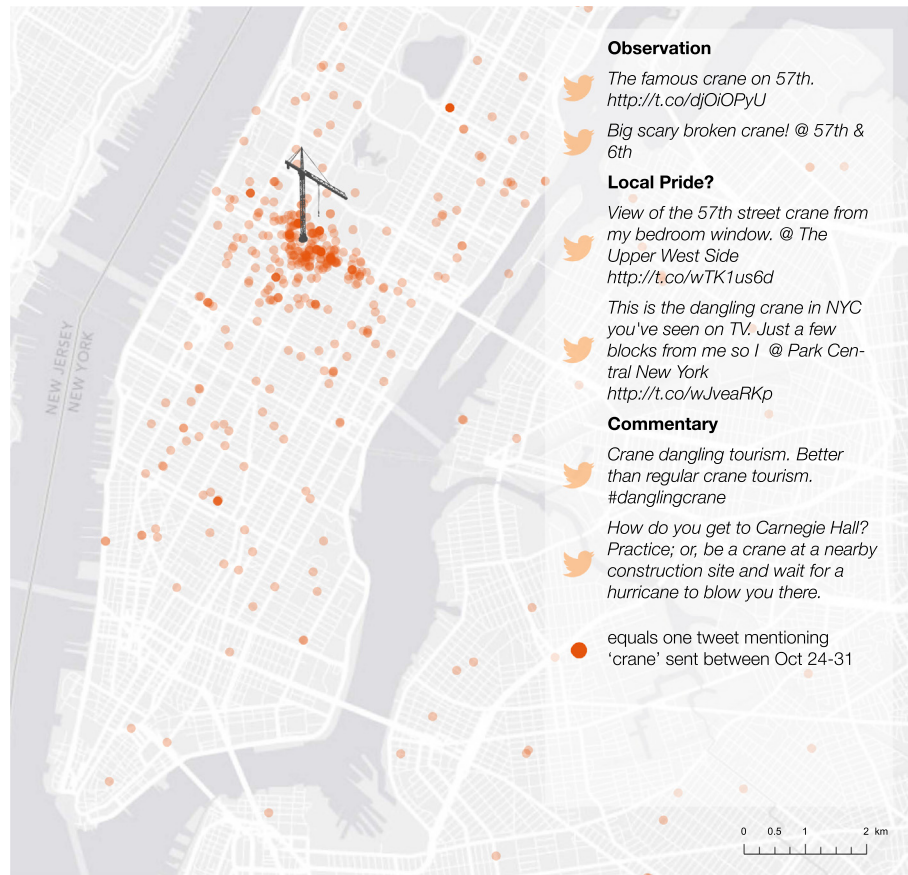 Observation
The famous crane on 57th.
http://t.co/djOiOPyU
Big scary broken crane! @ 57th &
6th
Local Pride?
View of the 57th street crane from
my bedroom window. @ The
Upper West Side
http://t.co/wTK1us6d
This is the dangling crane in NYC
you've seen on TV. Just a few
blocks from me so I  @ Park Cen-
tral New York
http://t.co/wJveaRKp
Commentary
Crane dangling tourism. Better
than regular crane tourism.
#danglingcrane
How do you get to Carnegie Hall?
Practice; or, be a crane at a nearby
construction site and wait for a
hurricane to blow you there.
equals one tweet mentioning
‘crane’ sent between Oct 24-31
NEW JERSEY
NEW YORK
0 0.5 1 2 km